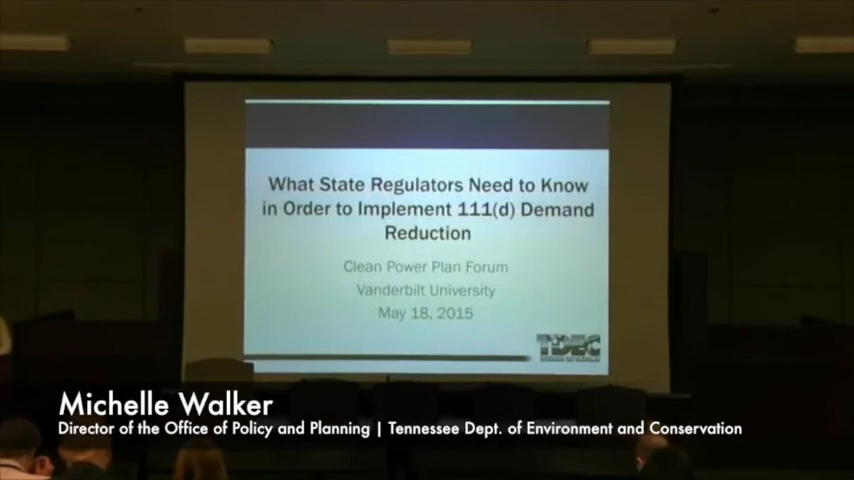 What State Regulators Need to Know
in Order to Implement 111(d) Demand
Reduction
Clean Power Plan Forum
Vanderbilt University
May 18, 2015
TDEC
Michelle Walker
Director of the Office of Policy and Planning | Tennessee Dept. of Environment and Conservation